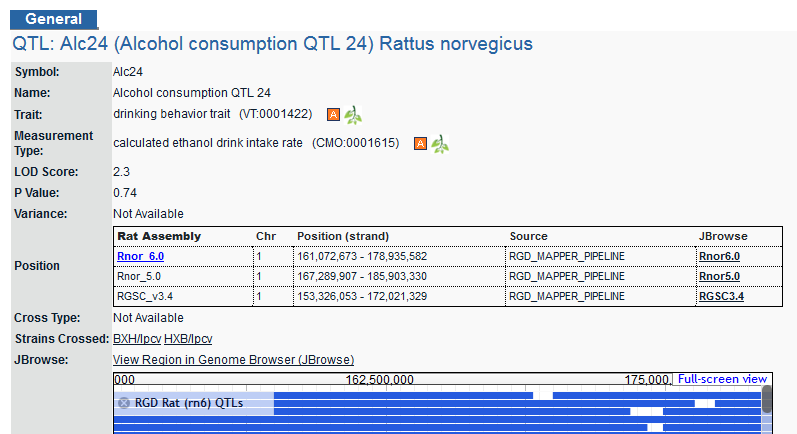 General
QTL: Alc24 (Alcohol consumption QTL 24) Rattus norvegicus
Symbol: Alc24
Name: Alcohol consumption QTL 24
Trait: drinking behavior trait (VT:0001422) A
Measurement Type: calculated ethanol drink intake rate (CMO:0001615) A
LOD Score: 2.3
P Value: 0.74
Variance: Not Available
Position
Rat Assembly Chr Position (strand) Source JBrowse
Rnor_6.0 1 161,072,673 - 178,935,582 RGD_MAPPER_PIPELINE Rnor6.0
Rnor_5.0 1 167,289,907 - 185,903,330 RGD_MAPPER_PIPELINE Rnor5.0
RGSC_v3.4 1 153,326,053 - 172,021,329 RGD_MAPPER_PIPELINE RGSC3.4
Cross Type: Not Available
Strains Crossed: BXH/Ipcv HXB/Ipcv
JBrowse: View Region in Genome Browser (JBrowse)
000 162,500,000 175,000, Full-screen view
RGD Rat (rn6) QTLs